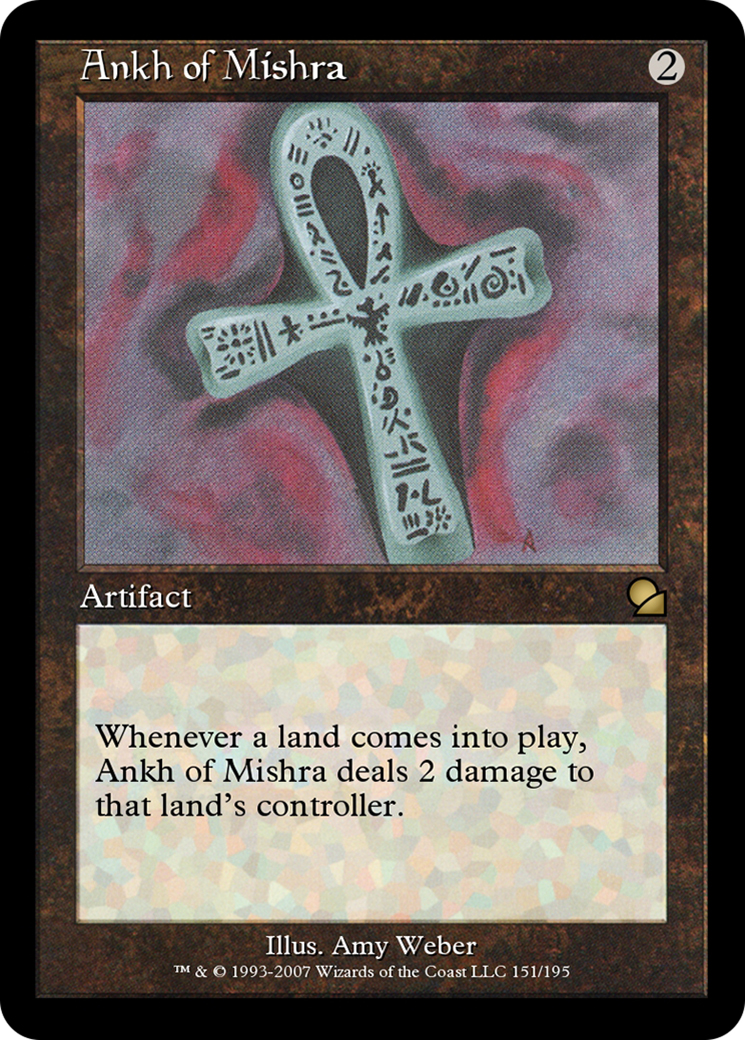 Ankh of Mishra 2
Artifact
Whenever a land comes into play,
Ankh of Mishra deals 2 damage to
that land's controller.
Illus. Amy Weber
™ & © 1993-2007 Wizards of the Coast LLC 151/195